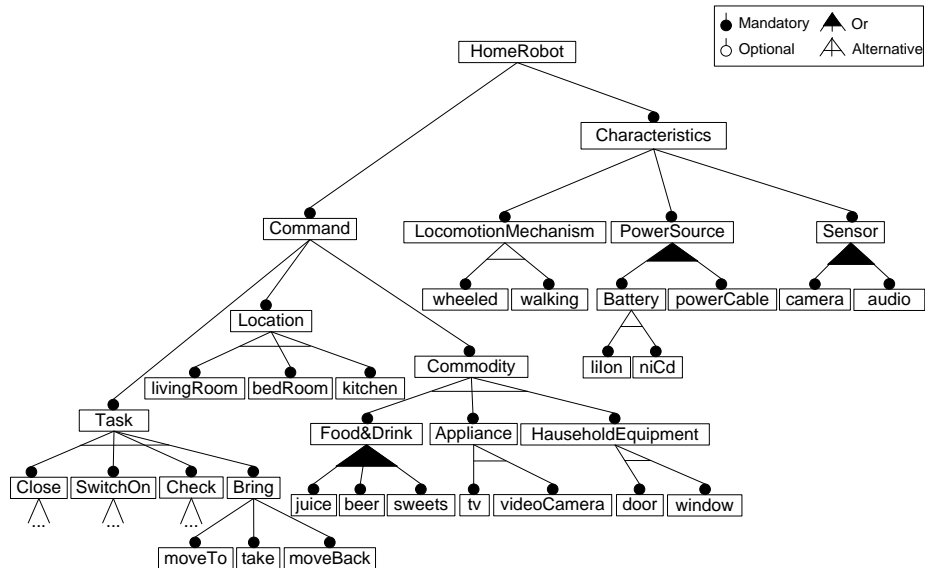 Mandatory Or
Optional Alternative
HomeRobot
Characteristics
Command
LocomotionMechanism PowerSource Sensor
wheeled walking Battery powerCable camera audio
Location
liIon niCd
Commodity
livingRoom bedRoom kitchen
Task
Food&Drink Appliance HauseholdEquipment
Close SwitchOn Check Bring
juice beer sweets tv videoCamera door window
... ... ...
moveTo take moveBack